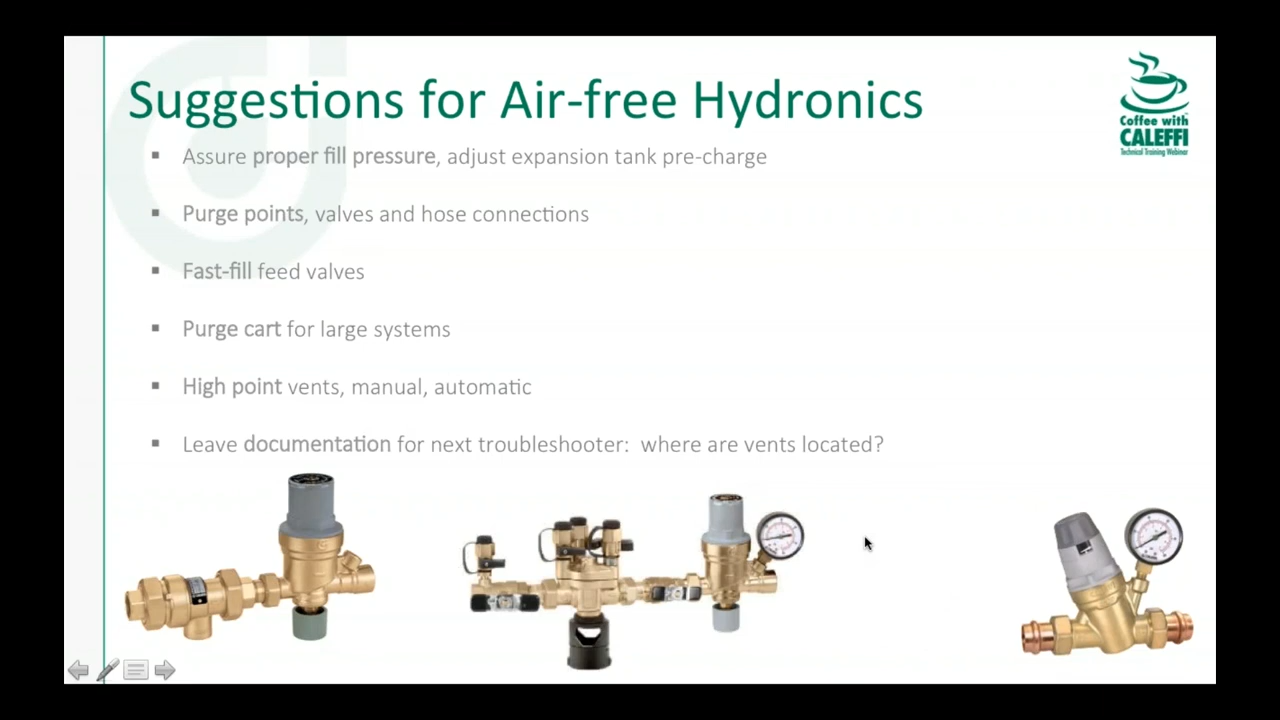 Suggestions for Air-free Hydronics
Coffee with
CALEFFI
Technical Training Webinar
▪ Assure proper fill pressure, adjust expansion tank pre-charge
▪ Purge points, valves and hose connections
▪ Fast-fill feed valves
▪ Purge cart for large systems
▪ High point vents, manual, automatic
▪ Leave documentation for next troubleshooter:  where are vents located?